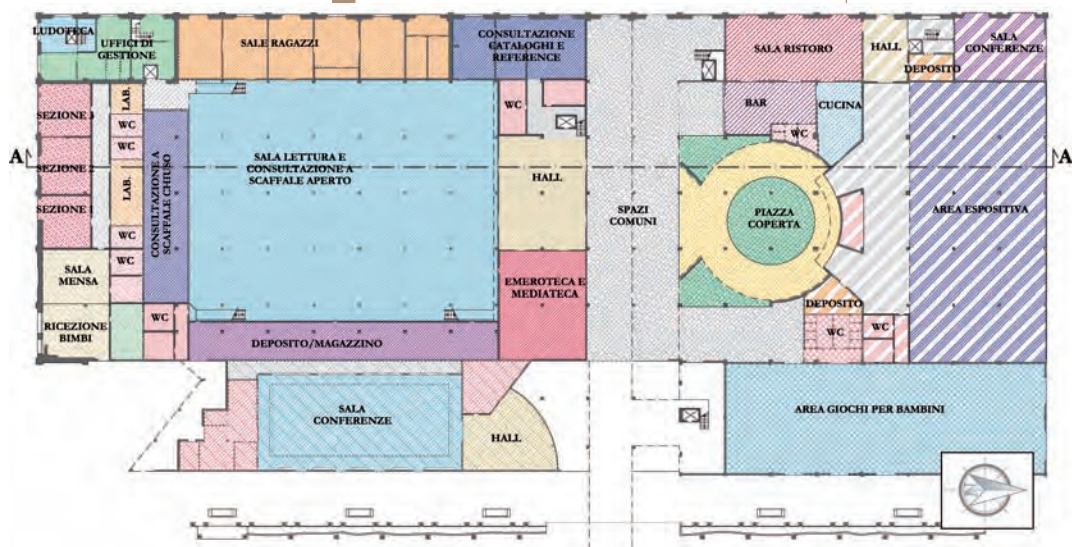 LUDOTECA
UFFICI DI
GESTIONE
SALE RAGAZZI
CONSULTAZIONE
CATALOGHI E
REFERENCE
SALA RISTORO
HALL
DEPOSITO
SALA
CONFERENZE
SEZIONE 3
LAB.
WC
WC
SEZIONE 2
LAB.
SEZIONE 1
WC
WC
SALA
MENSA
RICEZIONE
BIMBI
WC
CONSULTAZIONE A
SCAFFALE CHIUSO
SALA LETTURA E
CONSULTAZIONE A
SCAFFALE APERTO
WC
HALL
EMEROTECA E
MEDIATECA
DEPOSITO/MAGAZZINO
SPAZI
COMUNI
BAR
WC
CUCINA
PIAZZA
COPERTA
DEPOSITO
WC
WC
AREA ESPOSITIVA
A
A
SALA
CONFERENZE
HALL
AREA GIOCHI PER BAMBINI